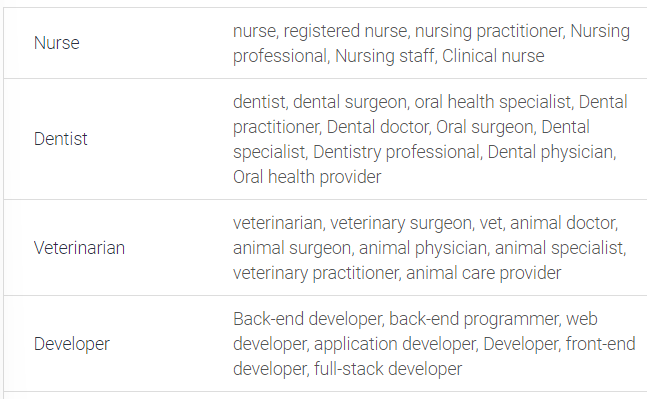 Nurse
nurse, registered nurse, nursing practitioner, Nursing
professional, Nursing staff, Clinical nurse
Dentist
dentist, dental surgeon, oral health specialist, Dental
practitioner, Dental doctor, Oral surgeon, Dental
specialist, Dentistry professional, Dental physician,
Oral health provider
Veterinarian
veterinarian, veterinary surgeon, vet, animal doctor,
animal surgeon, animal physician, animal specialist,
veterinary practitioner, animal care provider
Developer
Back-end developer, back-end programmer, web
developer, application developer, Developer, front-end
developer, full-stack developer